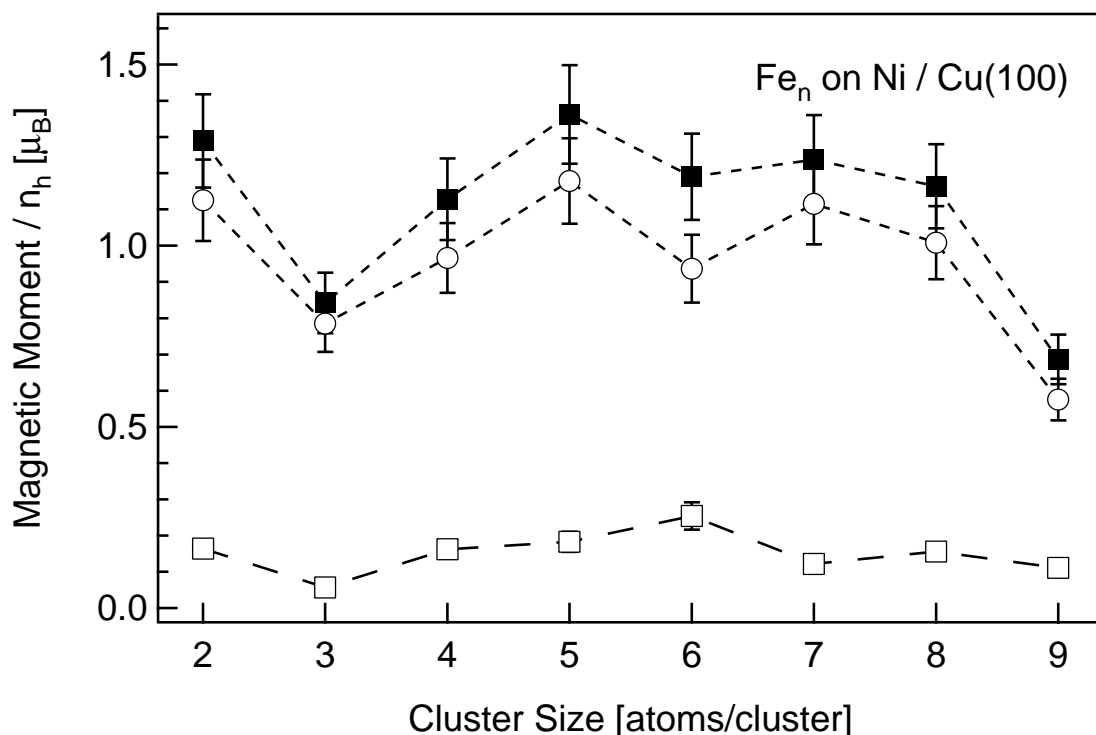 Fe_n on Ni / Cu(100)
Magnetic Moment / n_h [μ_B]
1.5
1.0
0.5
0.0
2 3 4 5 6 7 8 9
Cluster Size [atoms/cluster]